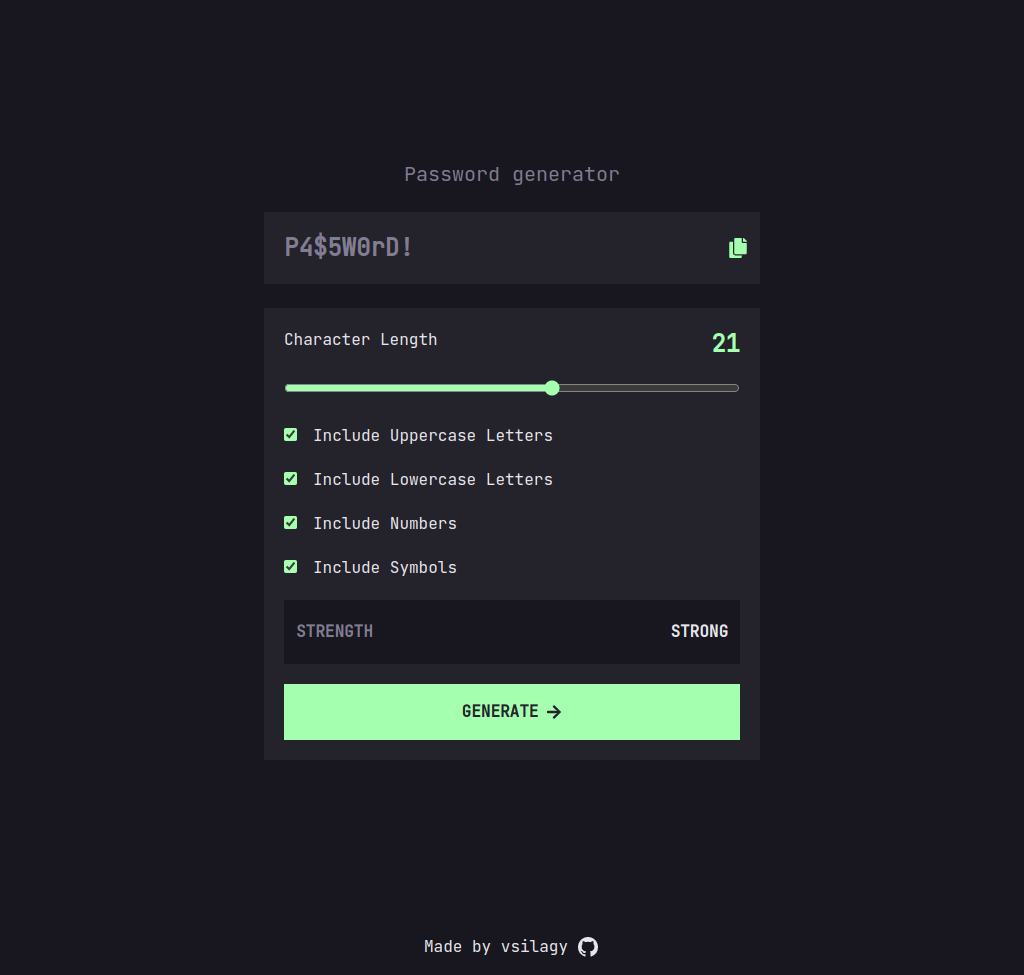 Password generator
P4$5W0rD!
Character Length 21
Include Uppercase Letters
Include Lowercase Letters
Include Numbers
Include Symbols
STRENGTH STRONG
GENERATE →
Made by vsilagy